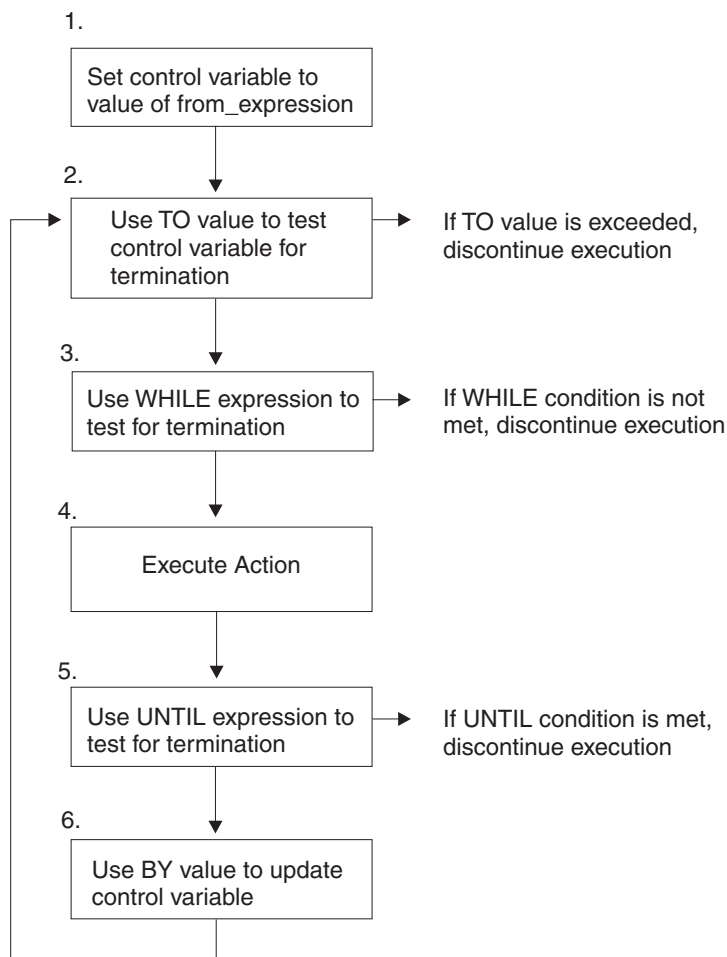 1.
Set control variable to
value of from_expression
2.
Use TO value to test
control variable for
termination
If TO value is exceeded,
discontinue execution
3.
Use WHILE expression to
test for termination
If WHILE condition is not
met, discontinue execution
4.
Execute Action
5.
Use UNTIL expression to
test for termination
If UNTIL condition is met,
discontinue execution
6.
Use BY value to update
control variable